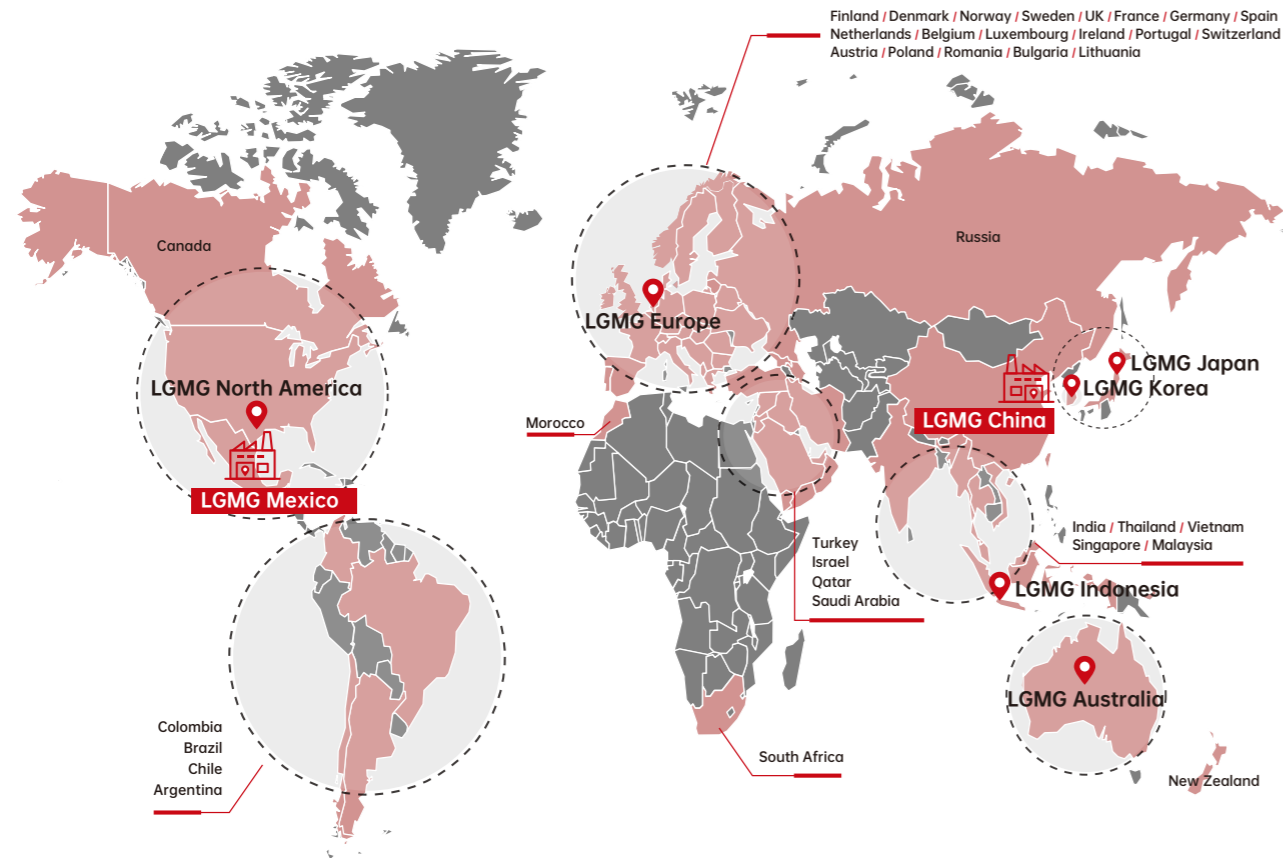 Finland / Denmark / Norway / Sweden / UK / France / Germany / Spain
Netherlands / Belgium / Luxembourg / Ireland / Portugal / Switzerland
Austria / Poland / Romania / Bulgaria / Lithuania
Canada
Russia
LGMG Europe
LGMG Japan
LGMG Korea
LGMG North America
LGMG China
Morocco
LGMG Mexico
India / Thailand / Vietnam
Singapore / Malaysia
Turkey
Israel
Qatar
Saudi Arabia
LGMG Indonesia
LGMG Australia
Colombia
Brazil
Chile
Argentina
South Africa
New Zealand